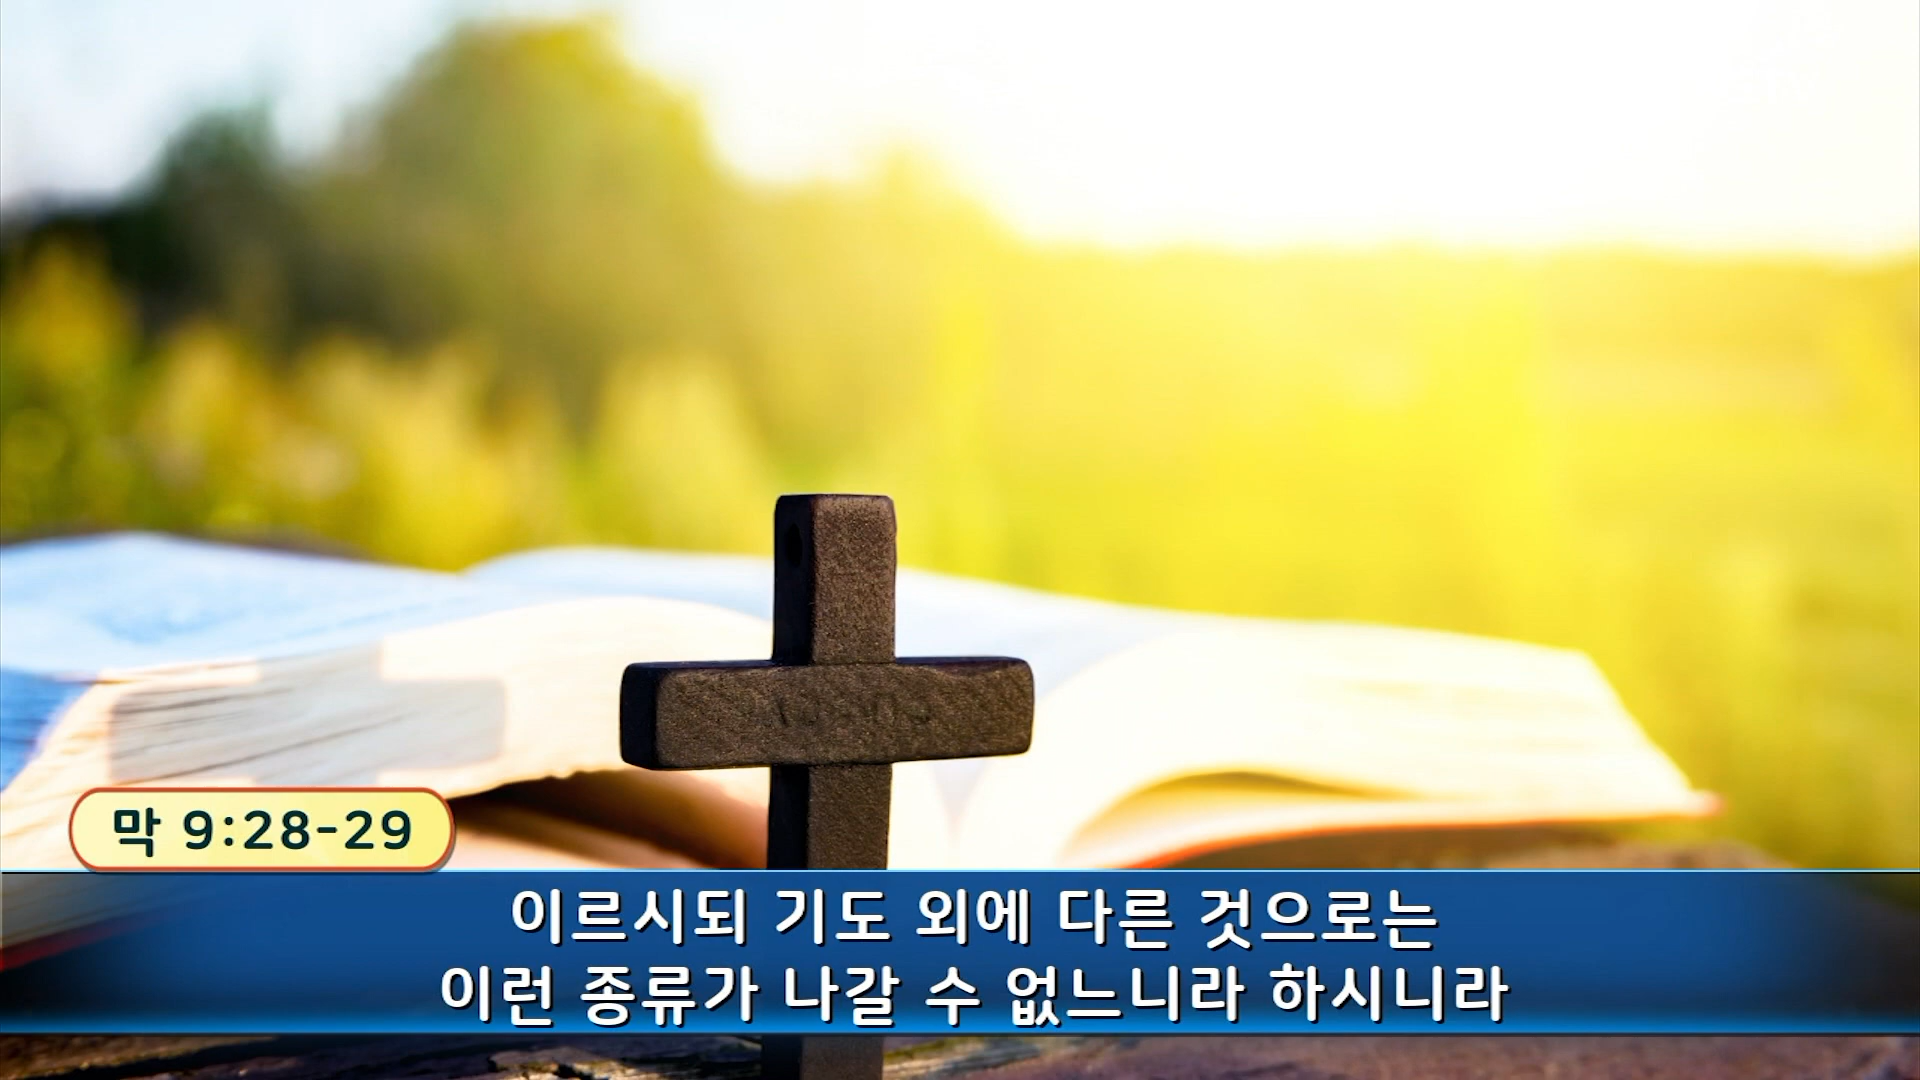 막 9:28-29
이르시되 기도 외에 다른 것으로는
이런 종류가 나갈 수 없느니라 하시니라